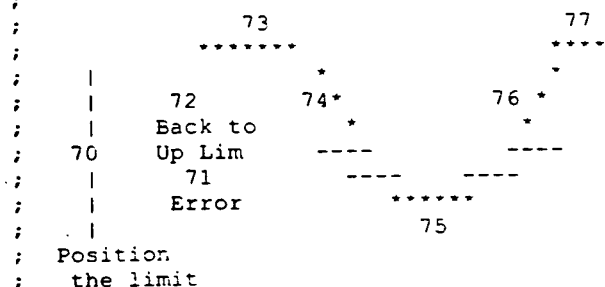 ;
;                    73                    77
;                 *******                  ****
;                        *                 *
;     |      72        74*            76 *
;     |     Back to        *             *
;    70     Up Lim       ----         ----
;     |       71           ----    ----
;     |      Error            ******
;     |                         75
;   Position
;    the limit